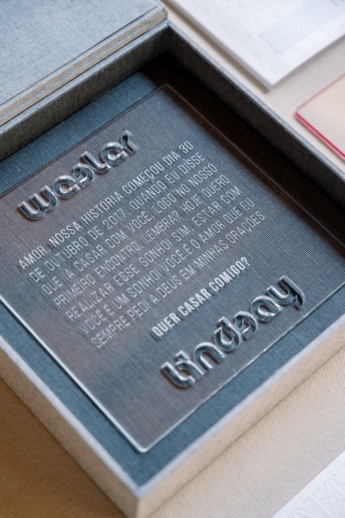 wesler
AMOR, NOSSA HISTORIA COMEÇOU DIA 30
DE OUTUBRO DE 2017, QUANDO EU DISSE
QUE IA CASAR COM VOCÊ, LOGO NO NOSSO
PRIMEIRO ENCONTRO, LEMBRA? HOJE QUERO
REALIZAR ESSE SONHO! SIM, ESTAR COM
VOCÊ É UM SONHO! VOCÊ É O AMOR QUE EU
SEMPRE PEDI A DEUS EM MINHAS ORAÇÕES.
QUER CASAR COMIGO?
lindsay